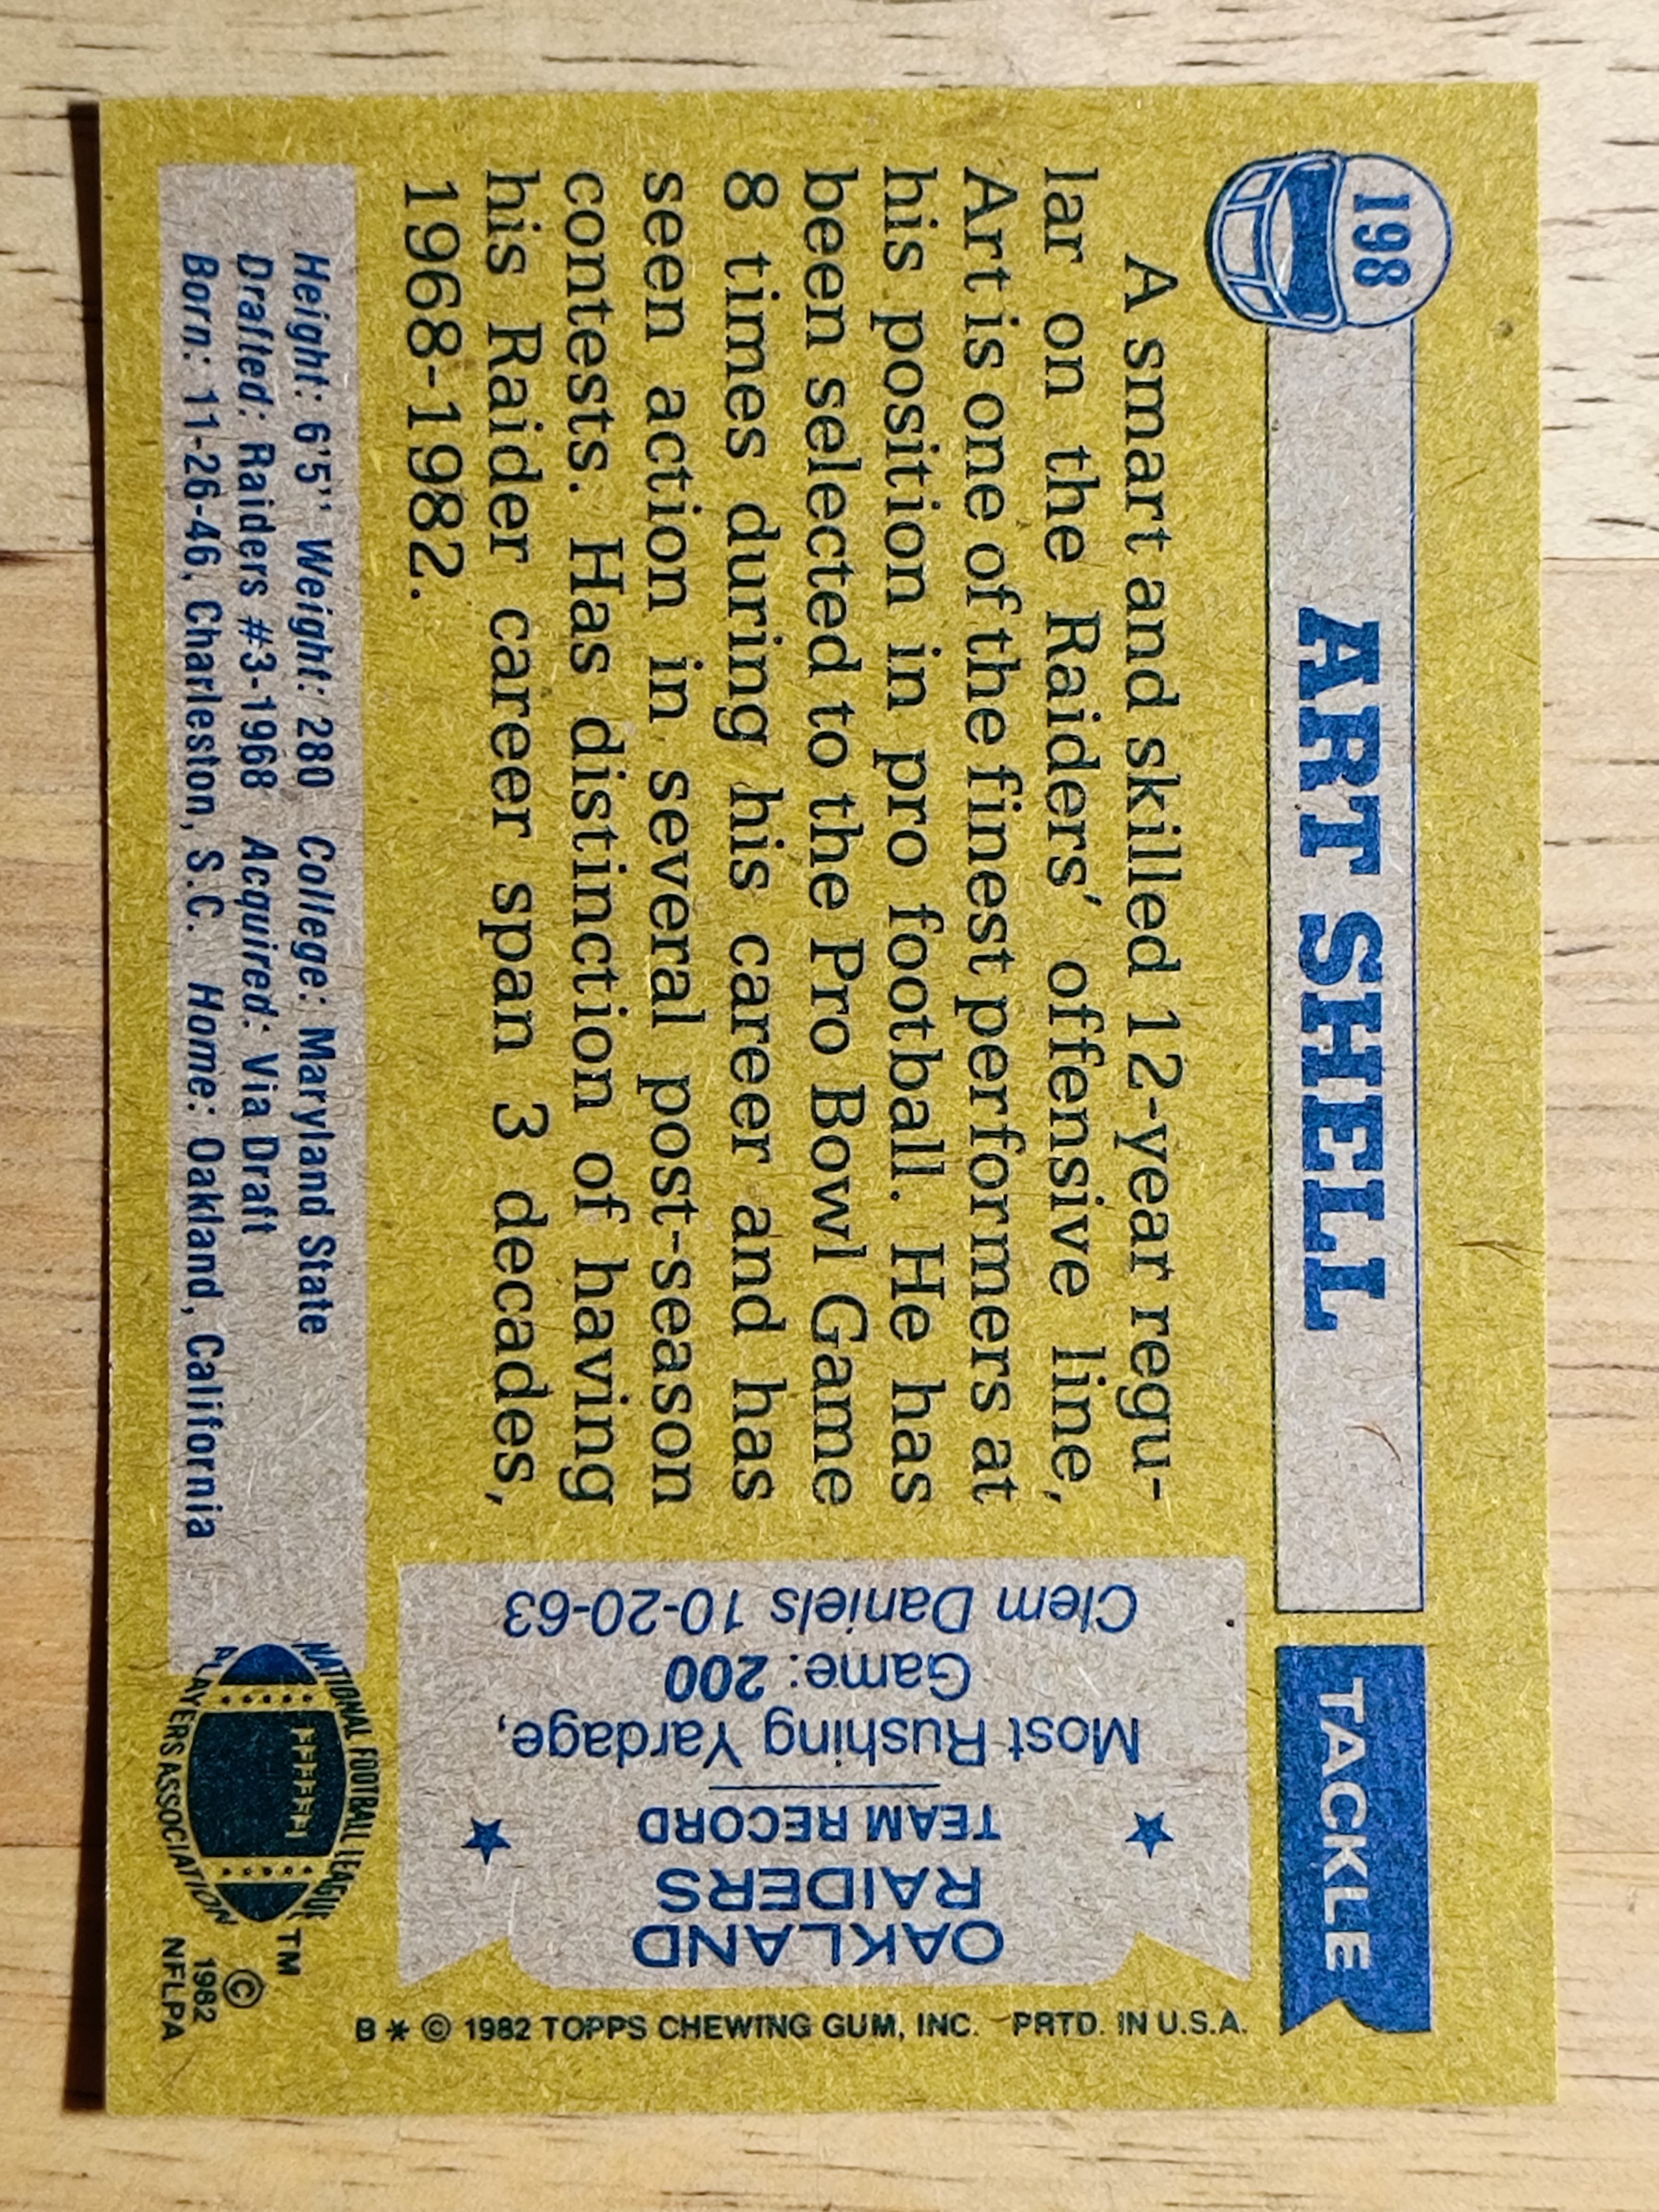 198
ART SHELL
TACKLE
A smart and skilled 12-year regu-
lar on the Raiders' offensive line,
Art is one of the finest performers at
his position in pro football. He has
been selected to the Pro Bowl Game
8 times during his career and has
seen action in several post-season
contests. Has distinction of having
his Raider career span 3 decades,
1968-1982.
OAKLAND
RAIDERS
TEAM RECORD
Most Rushing Yardage,
Game: 200
Clem Daniels 10-20-63
Height: 6'5'' Weight: 280 College: Maryland State
Drafted: Raiders #3-1968 Acquired: Via Draft
Born: 11-26-46, Charleston, S.C. Home: Oakland, California
NATIONAL FOOTBALL LEAGUE
PLAYERS ASSOCIATION
TM
©
1982
NFLPA
B * © 1982 TOPPS CHEWING GUM, INC. PRTD. IN U.S.A.